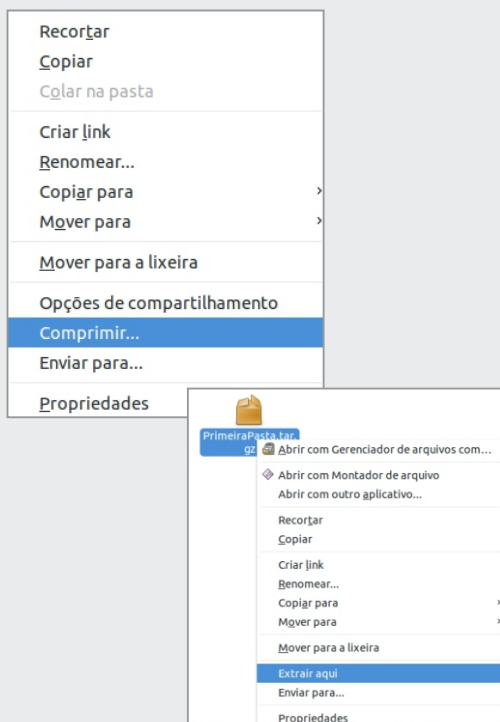 Recortar
Copiar
Colar na pasta
Criar link
Renomear...
Copiar para
Mover para
Mover para a lixeira
Opções de compartilhamento
Comprimir...
Enviar para...
Propriedades
PrimeiraPasta.tar.
gz
Abrir com Gerenciador de arquivos com...
Abrir com Montador de arquivo
Abrir com outro aplicativo...
Recortar
Copiar
Criar link
Renomear...
Copiar para
Mover para
Mover para a lixeira
Extrair aqui
Enviar para...
Propriedades